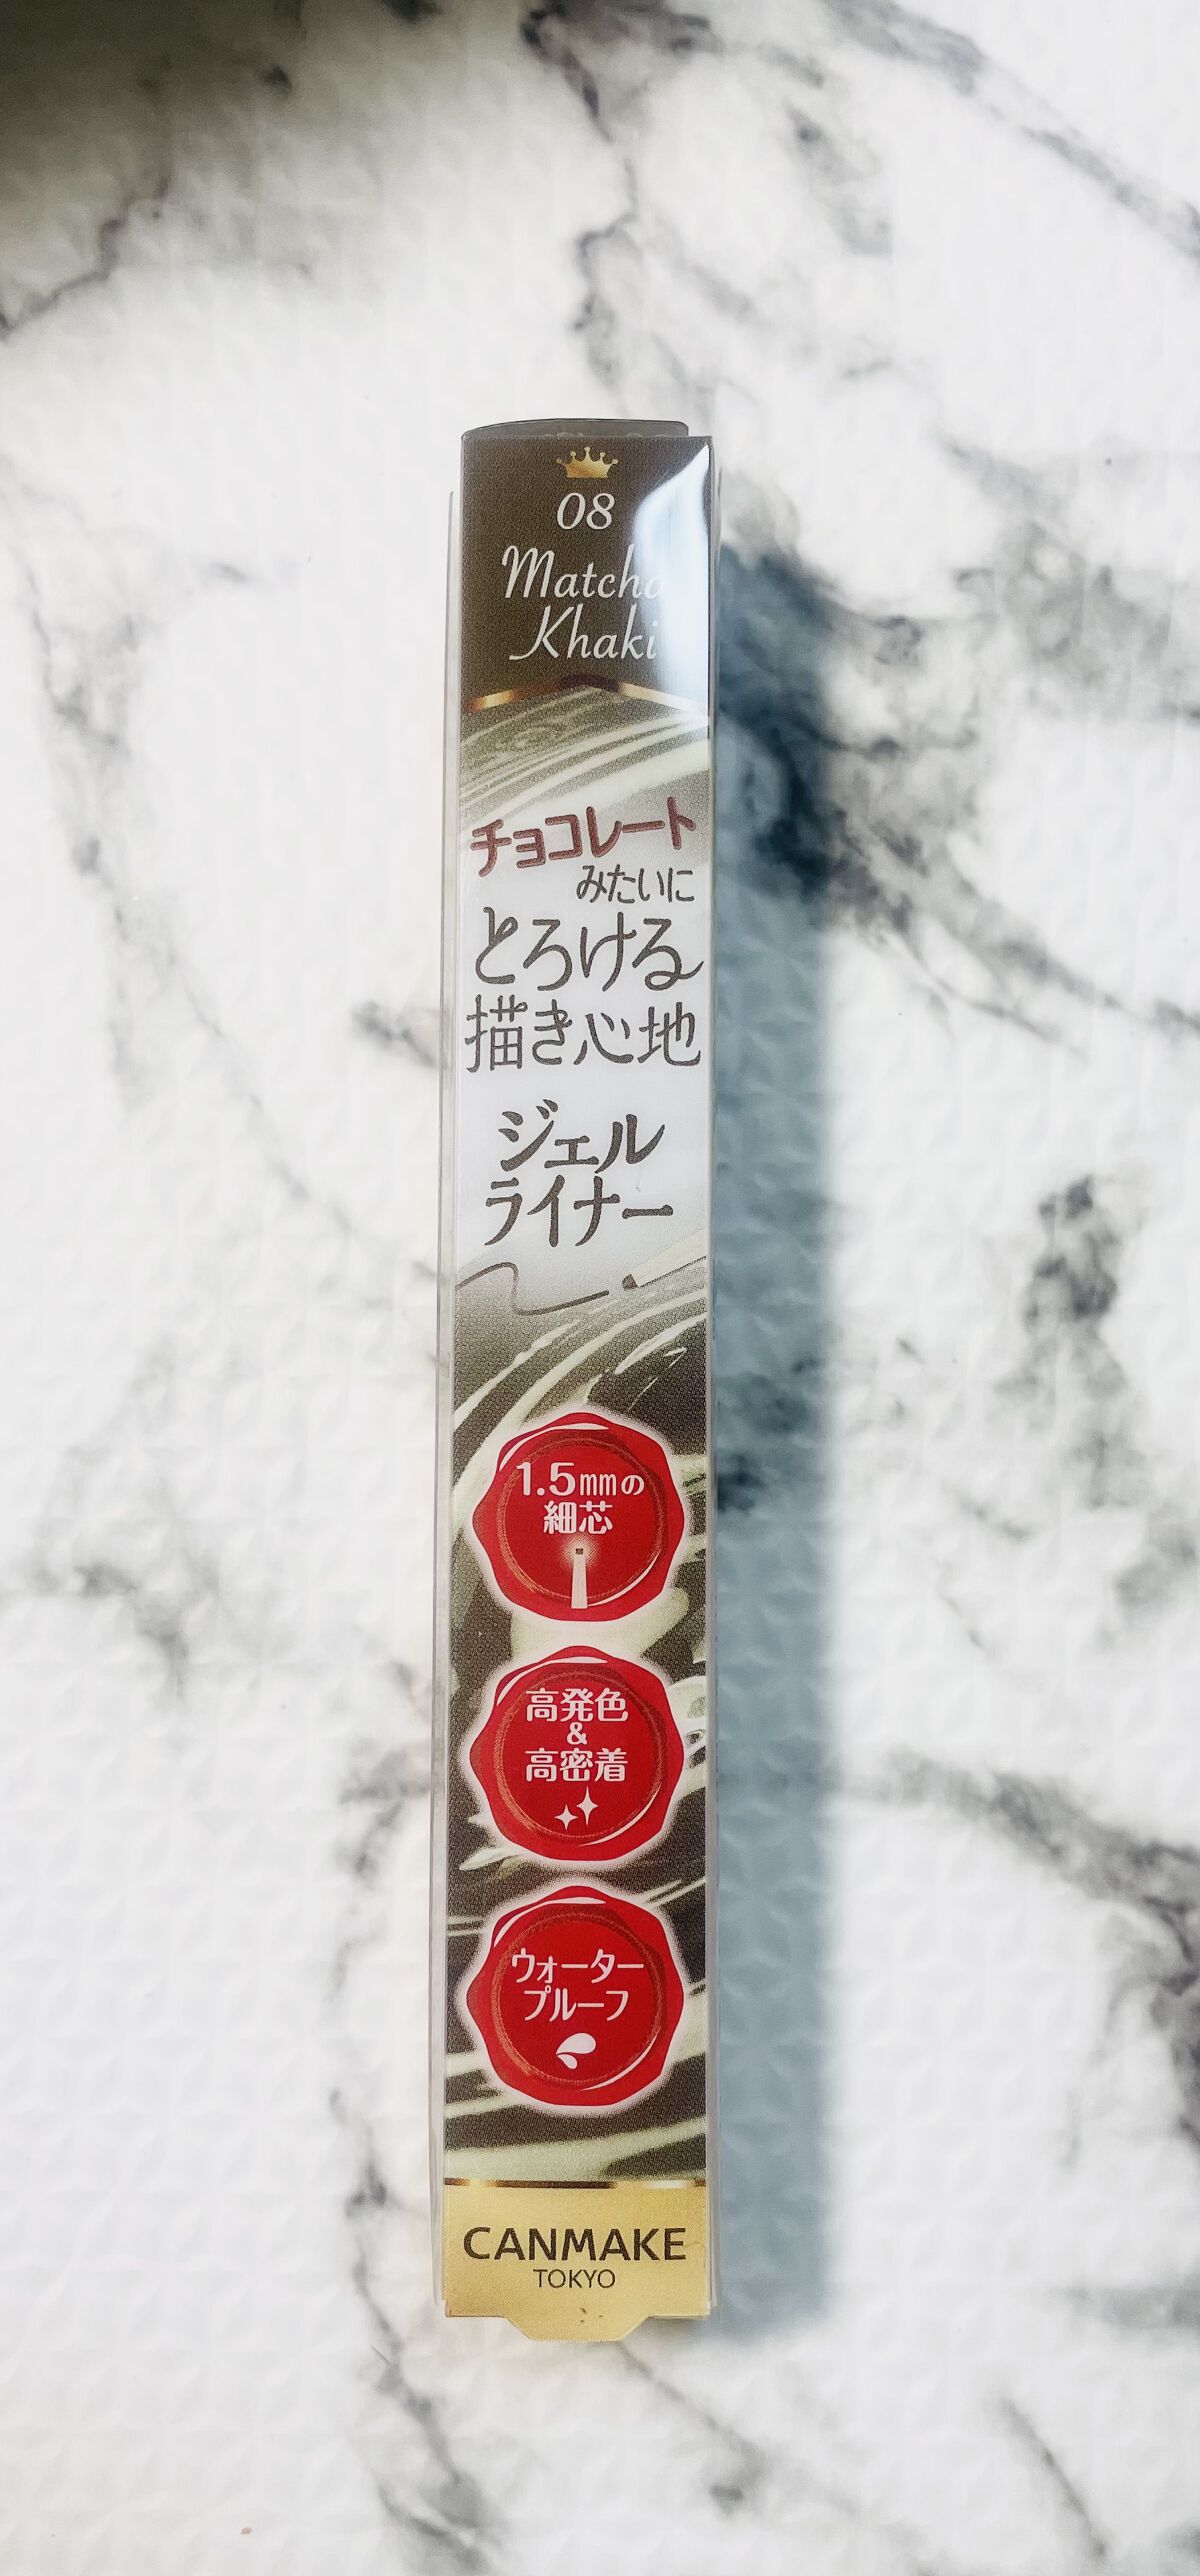 08
Matcha
Khaki
チョコレート
みたいに
とろける
描き心地
ジェル
ライナー
1.5mmの
細芯
高発色
&
高密着
ウォーター
プルーフ
CANMAKE
TOKYO